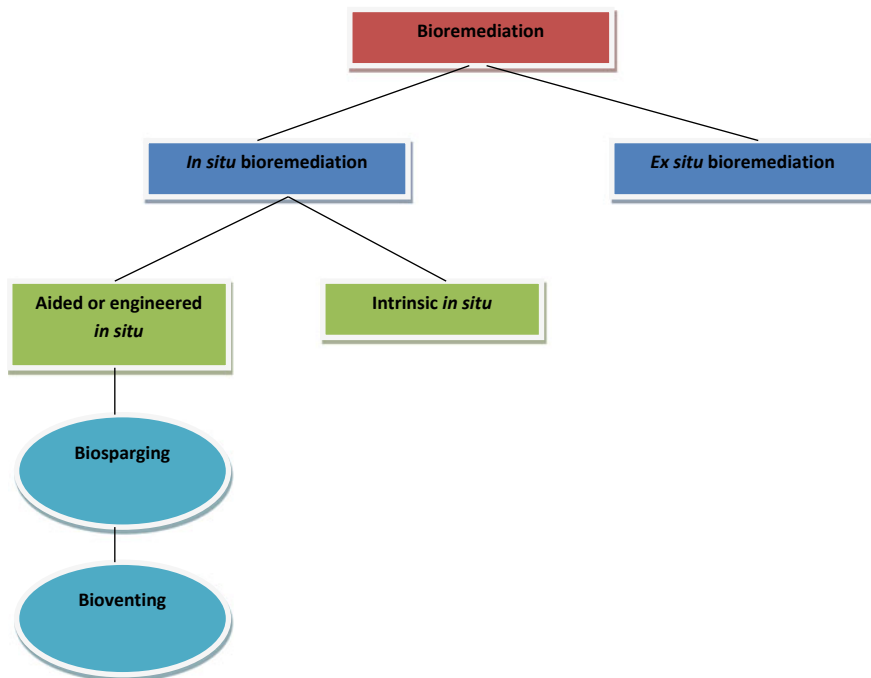 Bioremediation
In situ bioremediation
Ex situ bioremediation
Aided or engineered
in situ
Intrinsic in situ
Biosparging
Bioventing